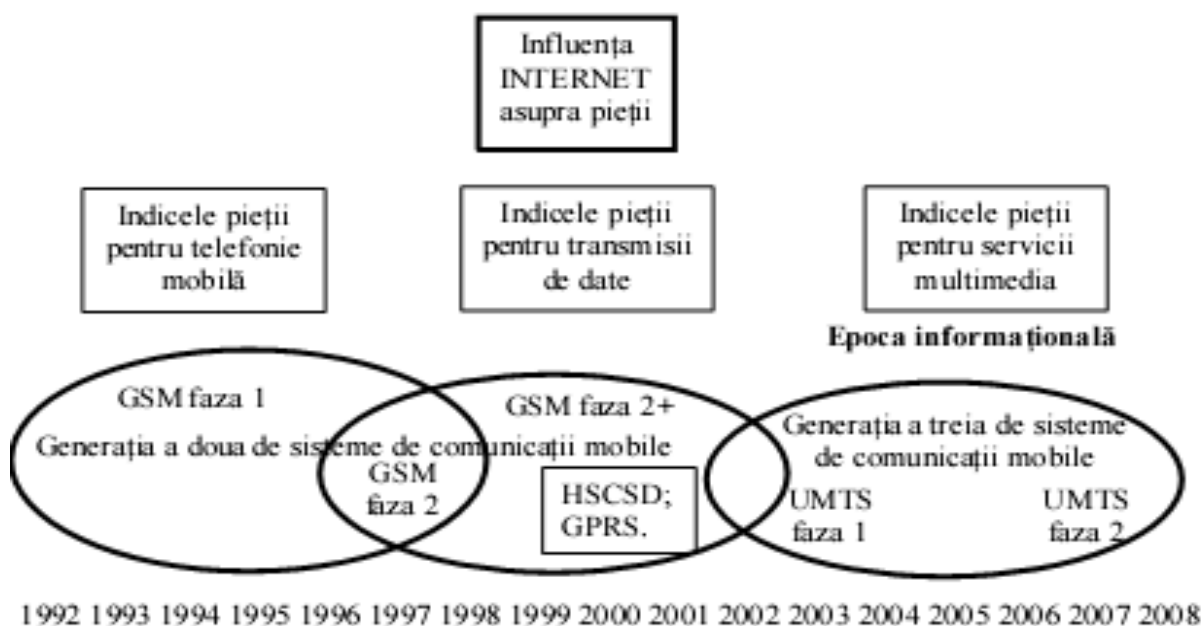 Influența
INTERNET
asupra pieții
Indicele pieții
pentru telefonie
mobilă
Indicele pieții
pentru transmisii
de date
Indicele pieții
pentru servicii
multimedia
Epoca informațională
GSM faza 1
GSM faza 2+
Generația a doua de sisteme de comunicații mobile
GSM
faza 2
HSCSD;
GPRS.
Generația a treia de sisteme
de comunicații mobile
UMTS
faza 1
UMTS
faza 2
1992 1993 1994 1995 1996 1997 1998 1999 2000 2001 2002 2003 2004 2005 2006 2007 2008